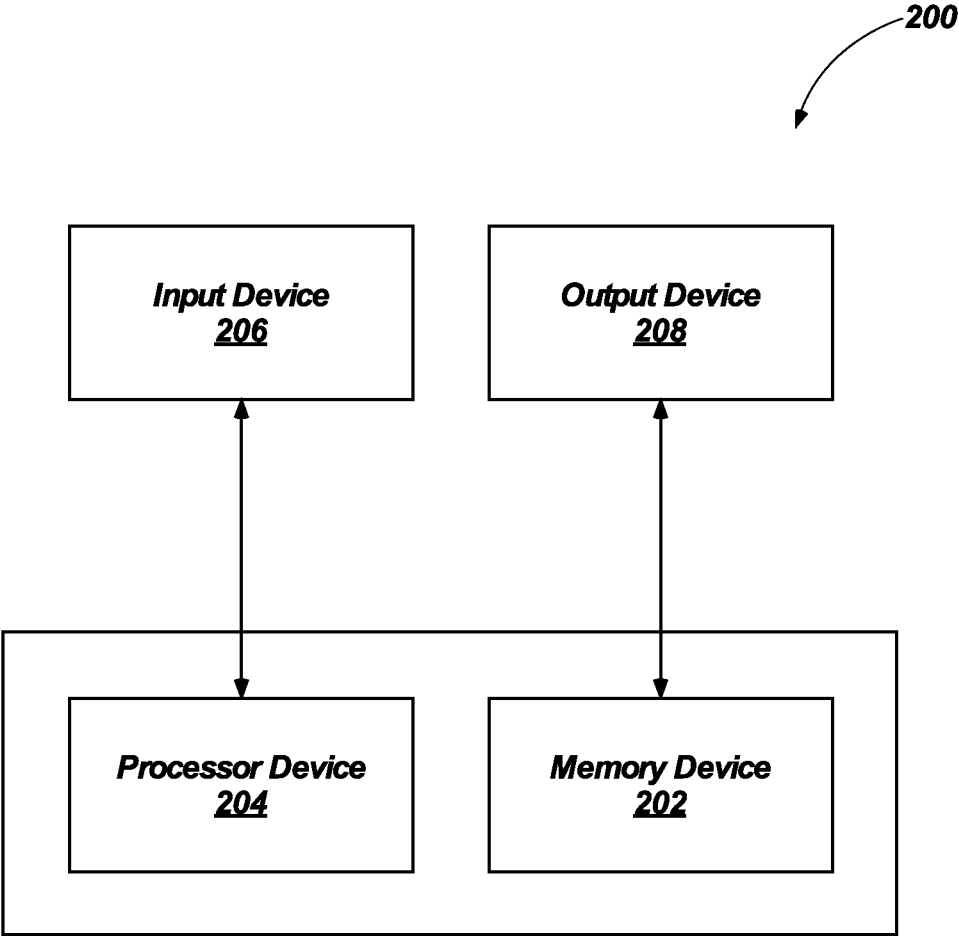 200
Input Device
206
Output Device
208
Processor Device
204
Memory Device
202